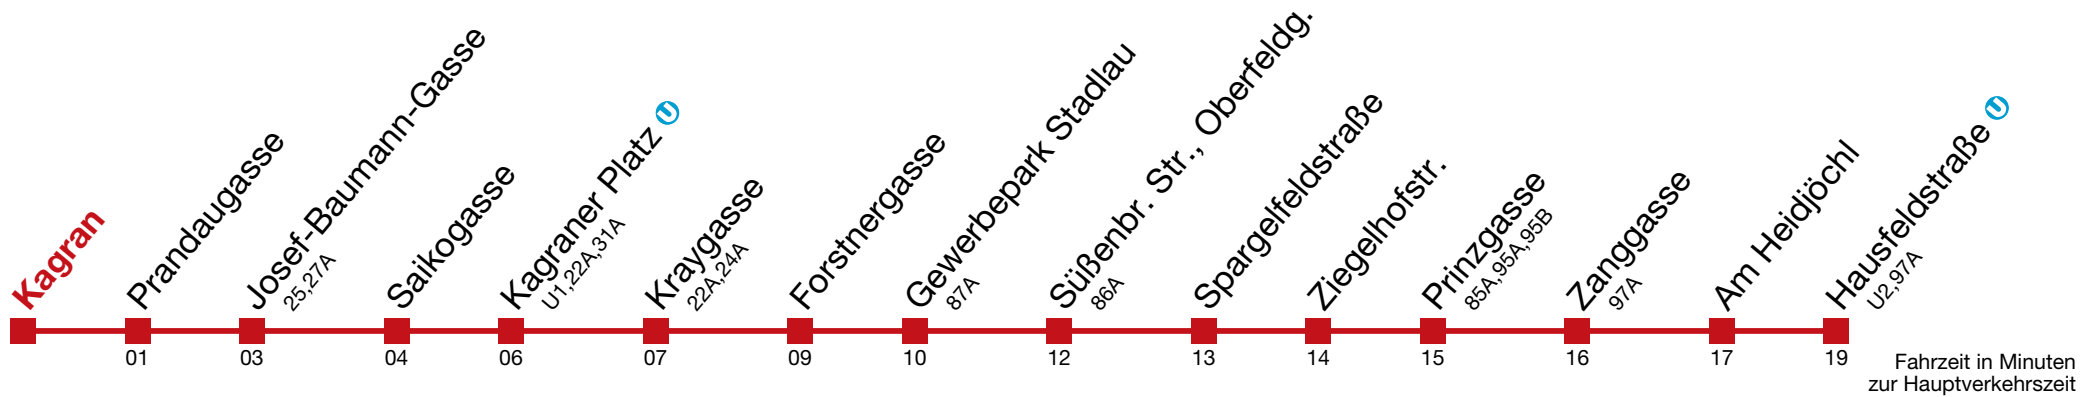 Kagran
Prandaugasse
Josef-Baumann-Gasse
25,27A
Saikogasse
Kagraner Platz
U1,22A,31A
Kraygasse
22A,24A
Forstnergasse
Gewerbepark Stadlau
87A
Süßenbr. Str., Oberfeldg.
86A
Spargelfeldstraße
Ziegelhofstr.
Prinzgasse
85A,95A,95B
Zanggasse
97A
Am Heidjöchl
Hausfeldstraße
U2,97A
01 03 04 06 07 09 10 12 13 14 15 16 17 19
Fahrzeit in Minuten
zur Hauptverkehrszeit